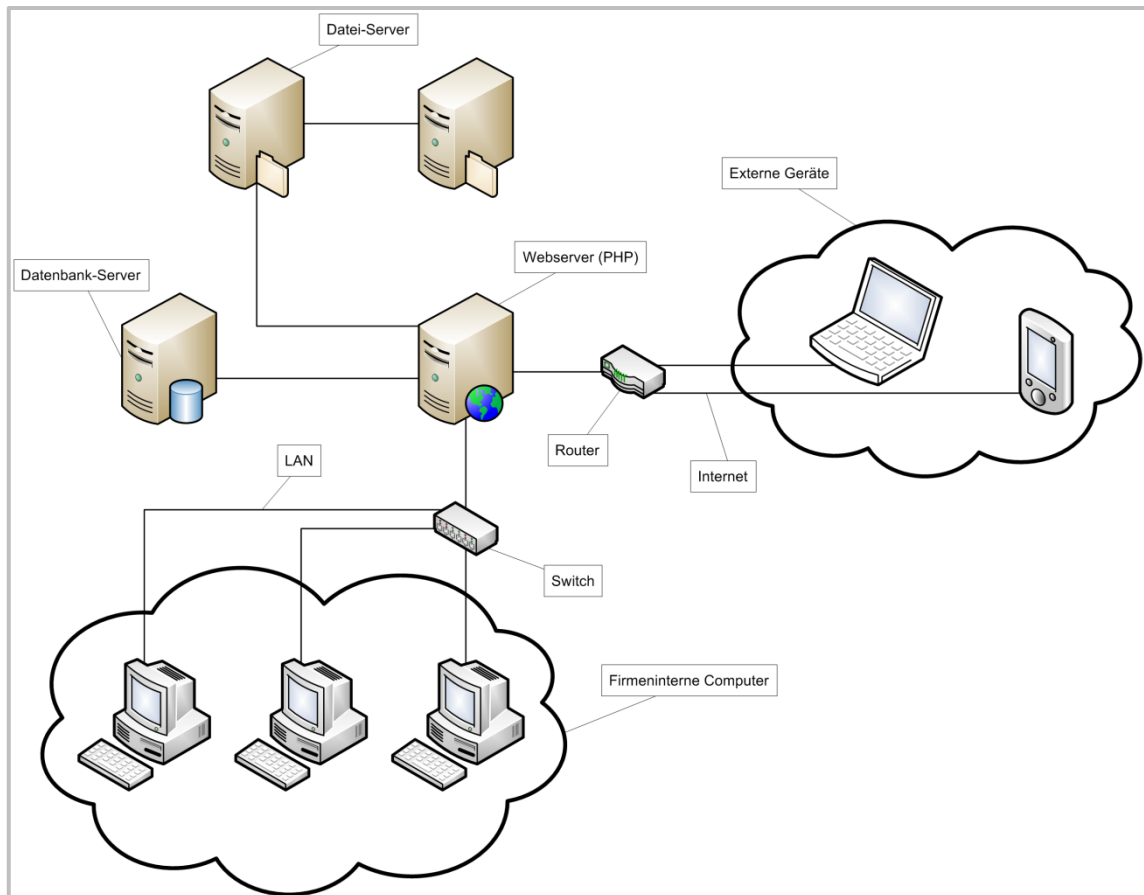 Datei-Server
Externe Geräte
Webserver (PHP)
Datenbank-Server
Router
Internet
LAN
Switch
Firmeninterne Computer